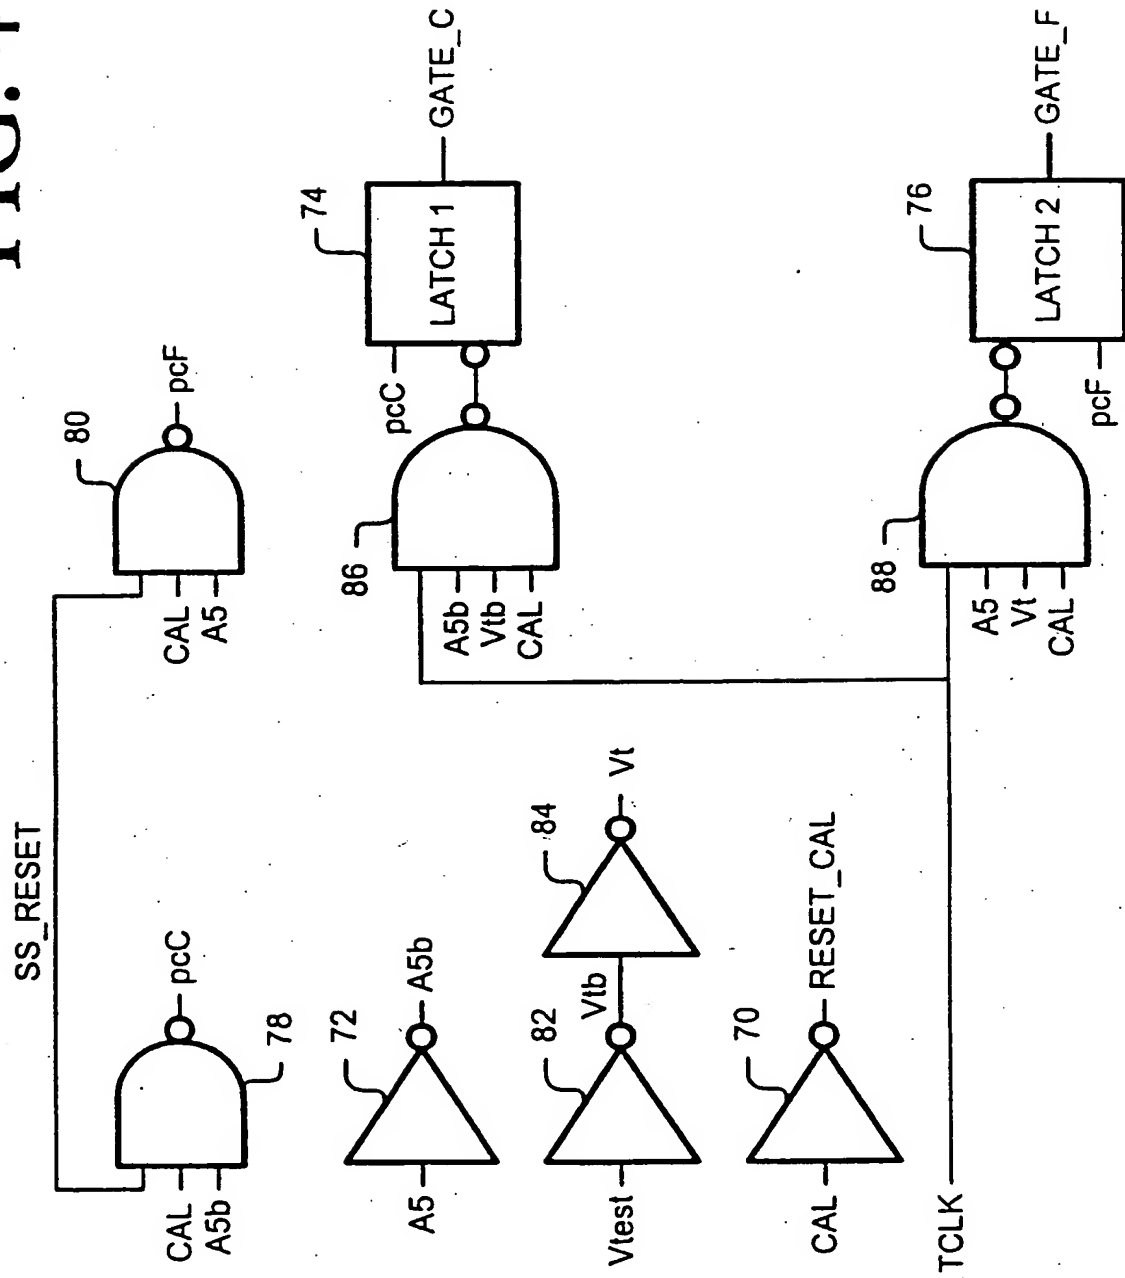 FIG. 4
SS_RESET
CAL
A5b
pcC
78
CAL
A5
80
pcF
A5
72
A5b
Vtest
82
Vtb
84
Vt
CAL
70
RESET_CAL
TCLK
86
A5b
Vtb
CAL
pcC
LATCH 1
74
GATE_C
88
A5
Vt
CAL
pcF
LATCH 2
76
GATE_F